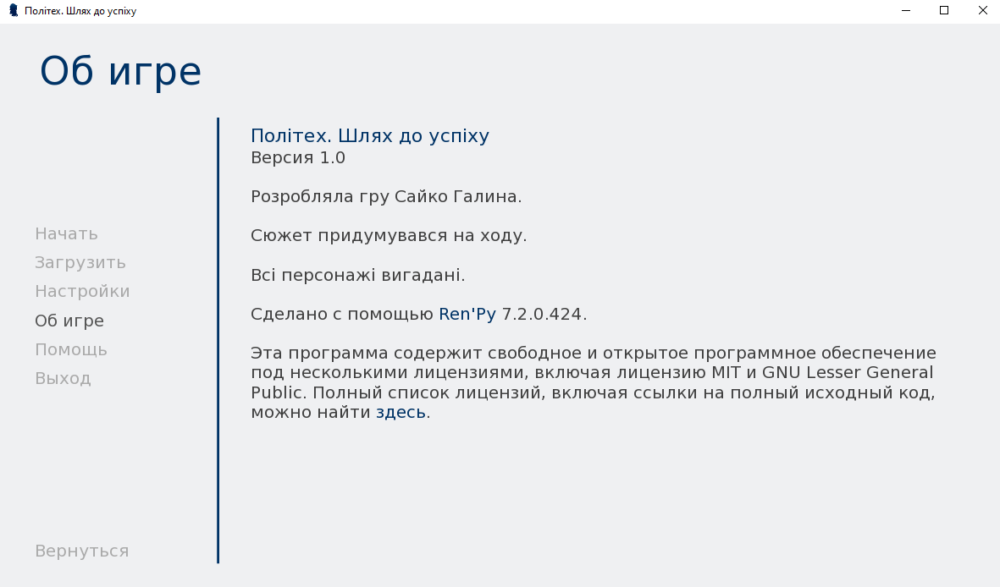 Політех. Шлях до успіху
Об игре
Начать
Загрузить
Настройки
Об игре
Помощь
Выход
Вернуться
Політех. Шлях до успіху
Версия 1.0
Розробляла гру Сайко Галина.
Сюжет придумувався на ходу.
Всі персонажі вигадані.
Сделано с помощью Ren'Py 7.2.0.424.
Эта программа содержит свободное и открытое программное обеспечение
под несколькими лицензиями, включая лицензию MIT и GNU Lesser General
Public. Полный список лицензий, включая ссылки на полный исходный код,
можно найти здесь.